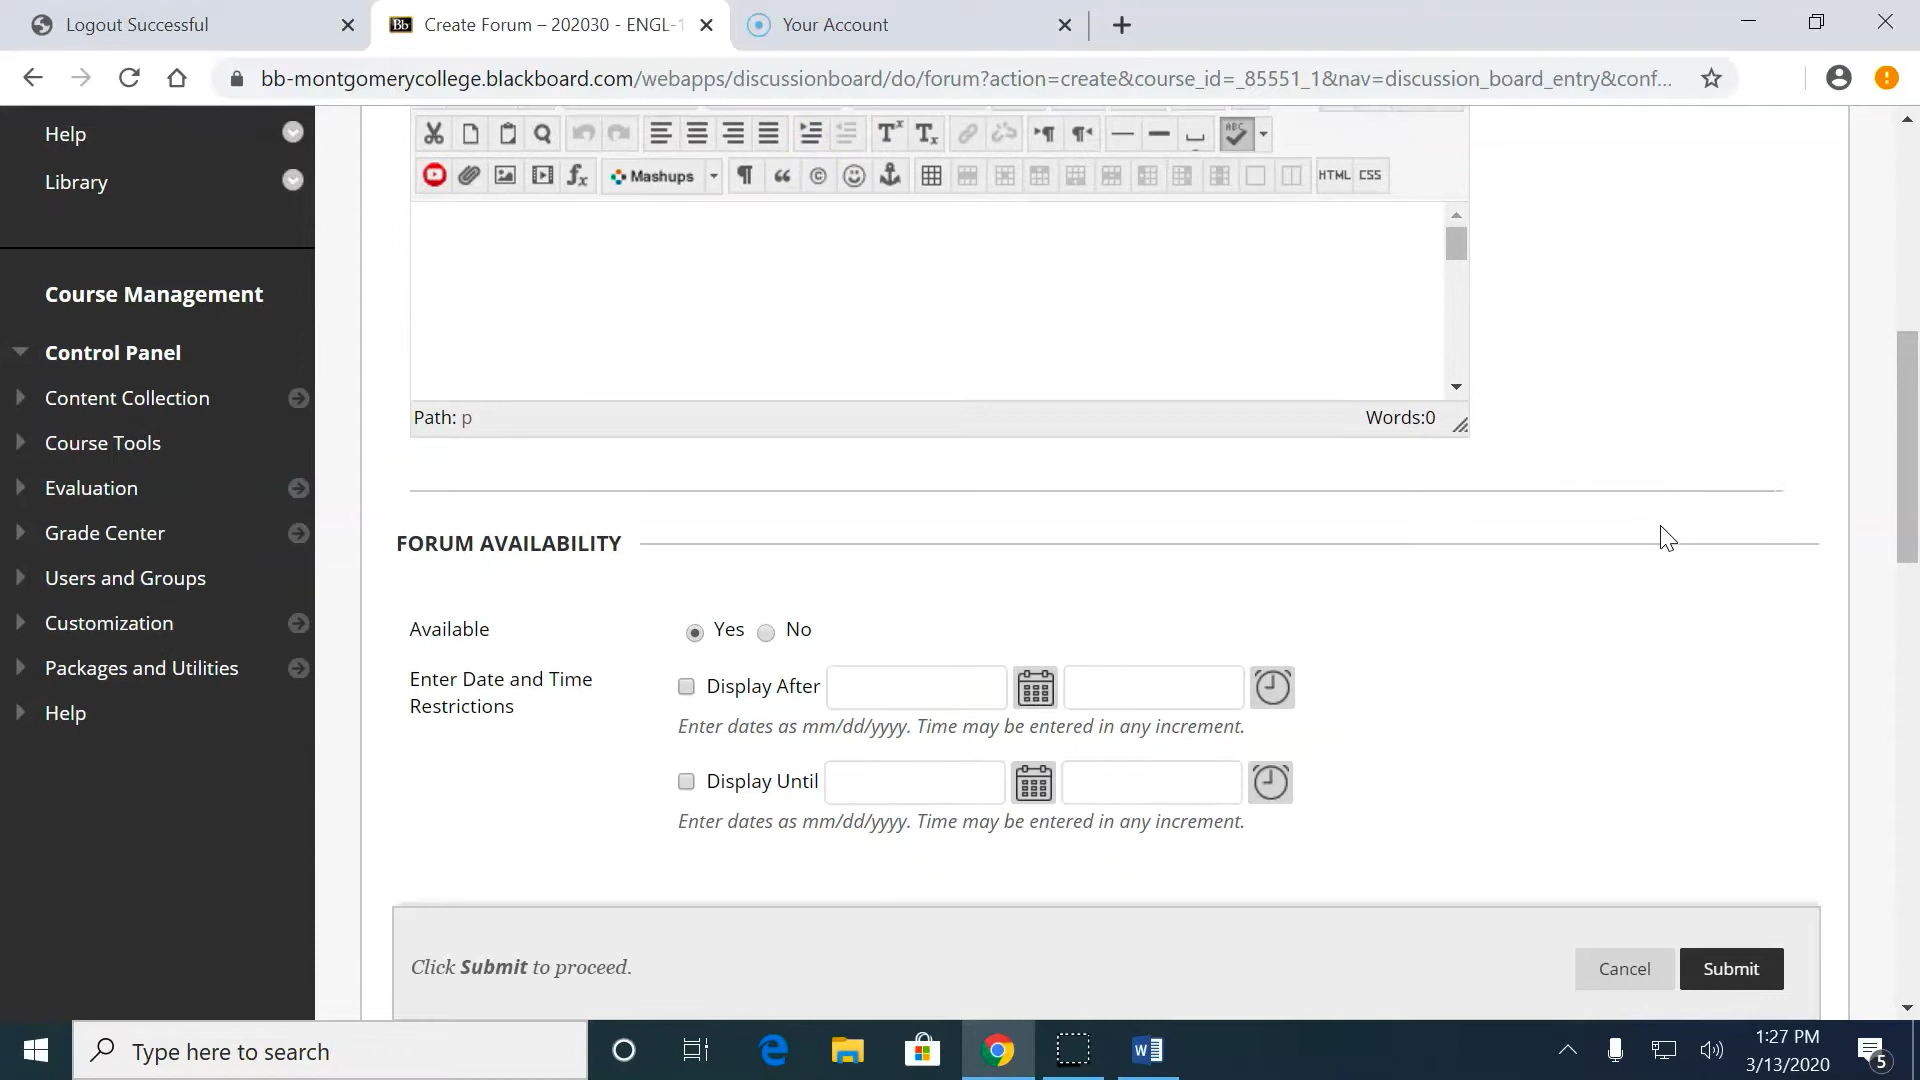 Logout Successful
Bb Create Forum – 202030 - ENGL-1
Your Account
bb-montgomerycollege.blackboard.com/webapps/discussionboard/do/forum?action=create&course_id=_85551_1&nav=discussion_board_entry&conf...
Help
Library
Course Management
Control Panel
Content Collection
Course Tools
Evaluation
Grade Center
Users and Groups
Customization
Packages and Utilities
Help
T× Tx ABC
fx Mashups HTML CSS
Path: p Words:0
FORUM AVAILABILITY
Available Yes No
Enter Date and Time
Restrictions
Display After
Enter dates as mm/dd/yyyy. Time may be entered in any increment.
Display Until
Enter dates as mm/dd/yyyy. Time may be entered in any increment.
Click Submit to proceed.
Cancel Submit
Type here to search
1:27 PM
3/13/2020
5